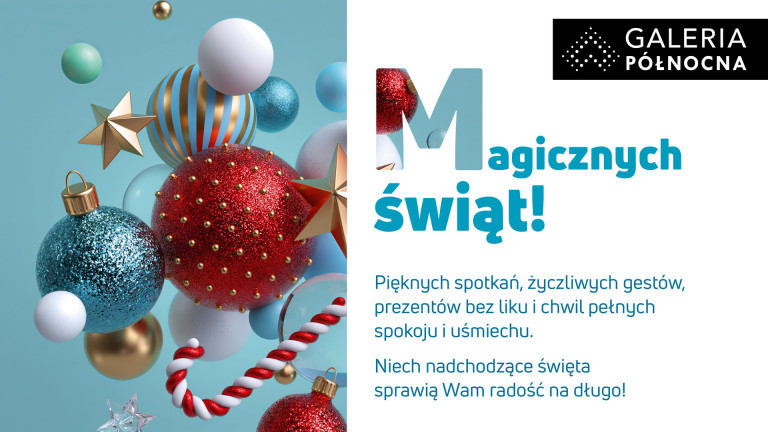 GALERIA
PÓŁNOCNA
Magicznych
świąt!
Pięknych spotkań, życzliwych gestów,
prezentów bez liku i chwil pełnych
spokoju i uśmiechu.
Niech nadchodzące święta
sprawią Wam radość na długo!